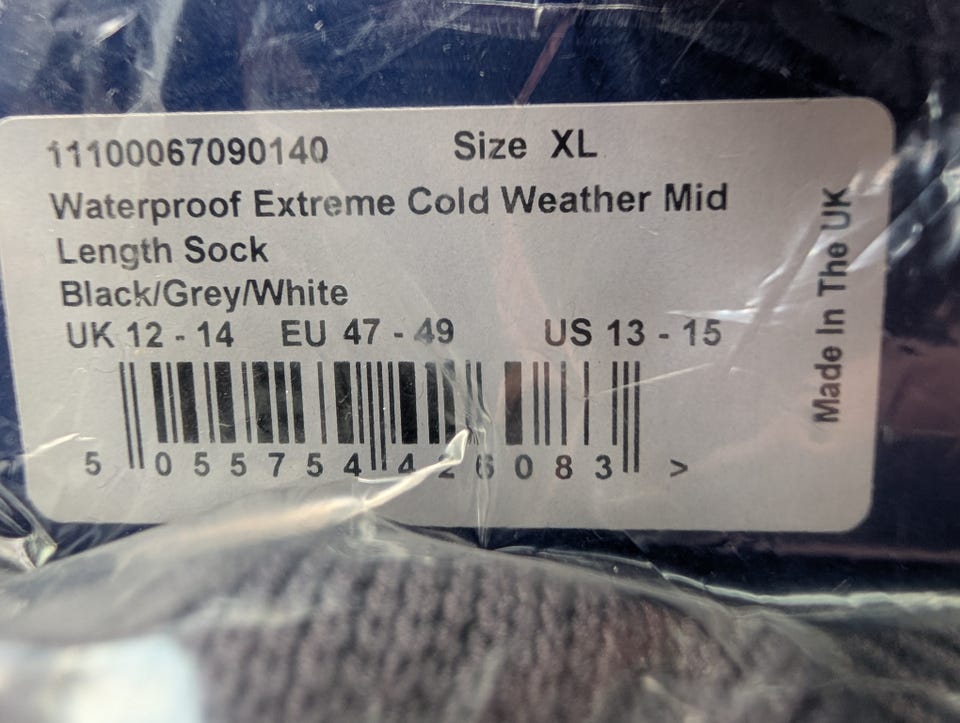 11100067090140 Size XL
Waterproof Extreme Cold Weather Mid
Length Sock
Black/Grey/White
UK 12 - 14 EU 47 - 49 US 13 - 15
5 055754 426083 >
Made In The UK